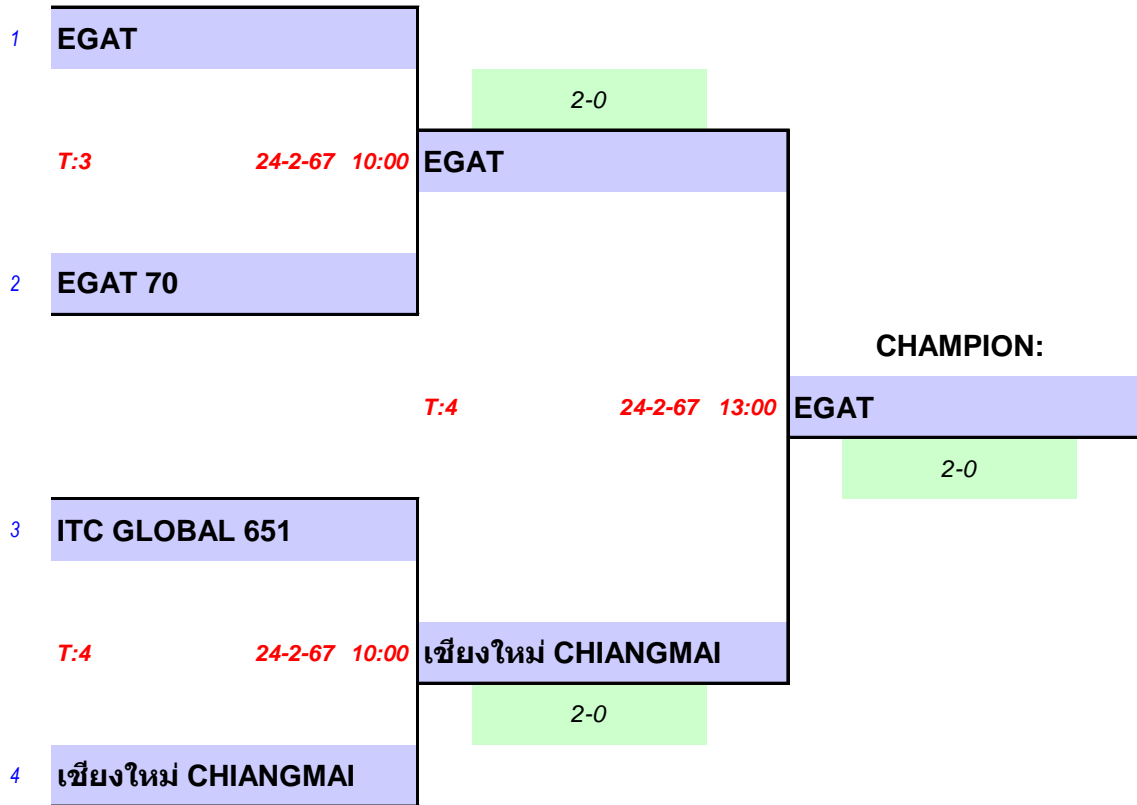 1 EGAT
2-0
T:3 24-2-67 10:00 EGAT
2 EGAT 70
CHAMPION:
T:4 24-2-67 13:00 EGAT
2-0
3 ITC GLOBAL 651
T:4 24-2-67 10:00 เชียงใหม่ CHIANGMAI
2-0
4 เชียงใหม่ CHIANGMAI